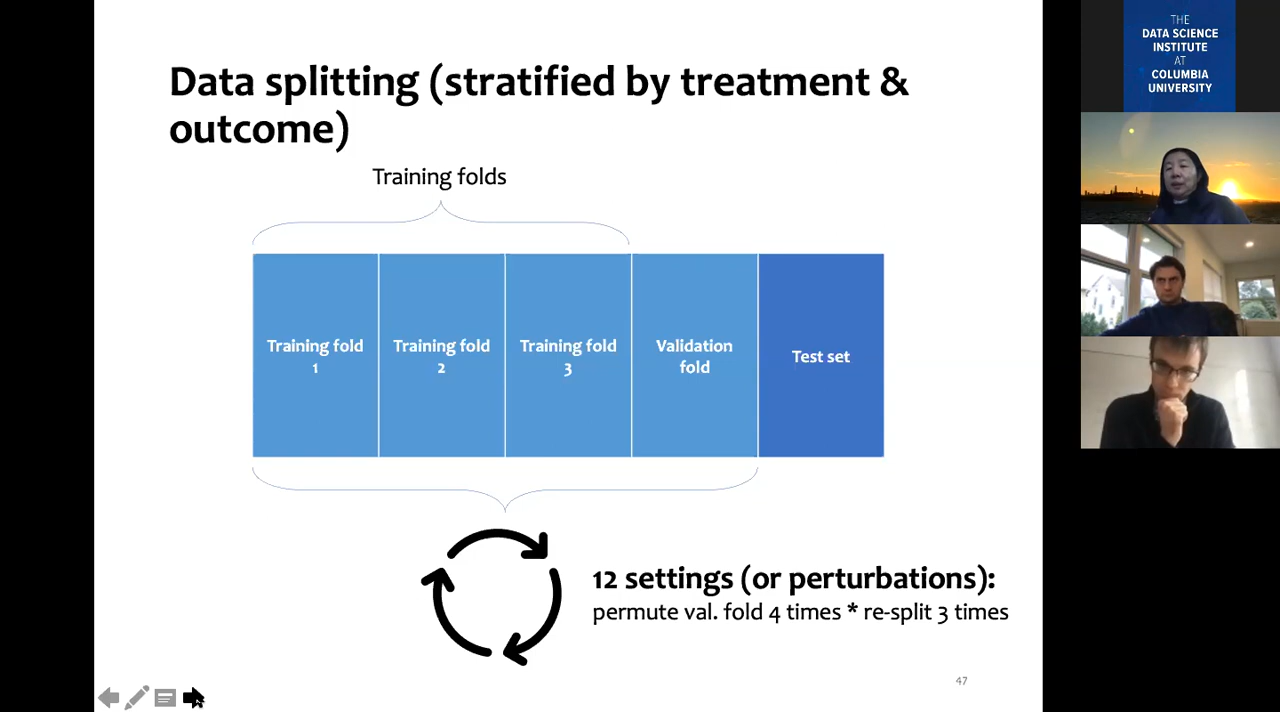 Data splitting (stratified by treatment &
outcome)
Training folds
Training fold
1
Training fold
2
Training fold
3
Validation
fold
Test set
12 settings (or perturbations):
permute val. fold 4 times * re-split 3 times
47
THE
DATA SCIENCE
INSTITUTE
AT
COLUMBIA
UNIVERSITY